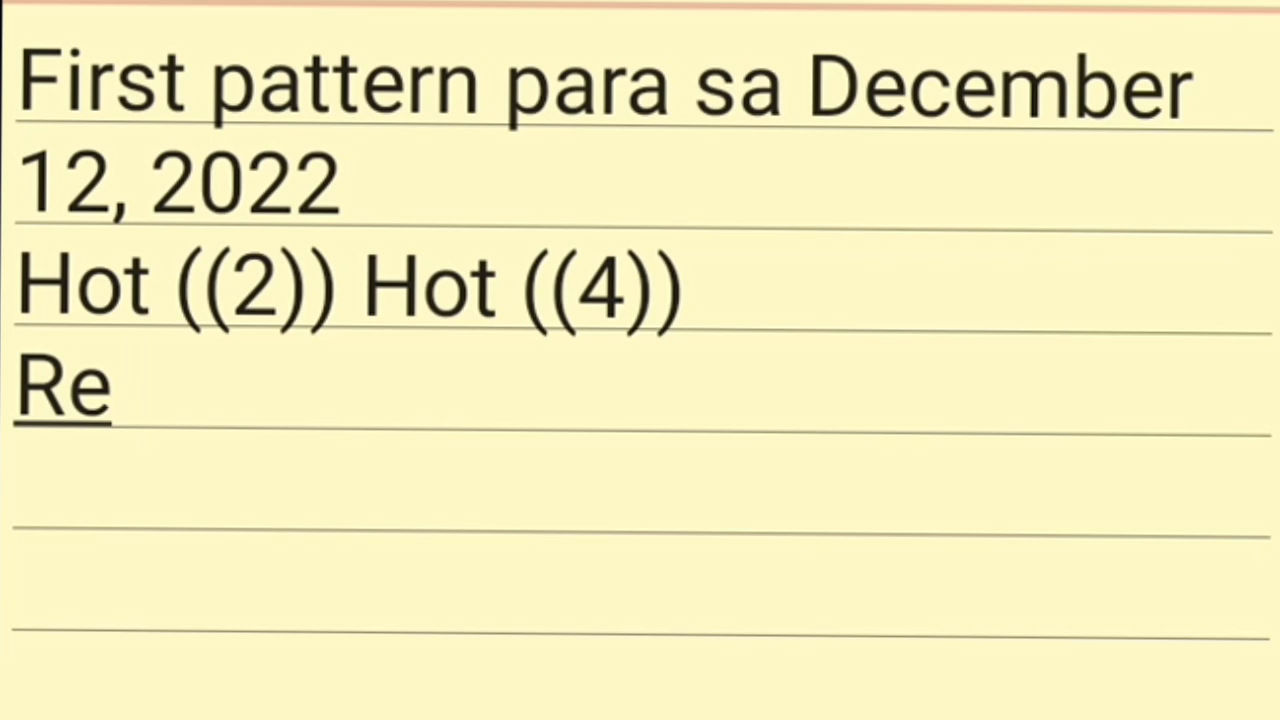 First pattern para sa December
12, 2022
Hot ((2)) Hot ((4))
Re